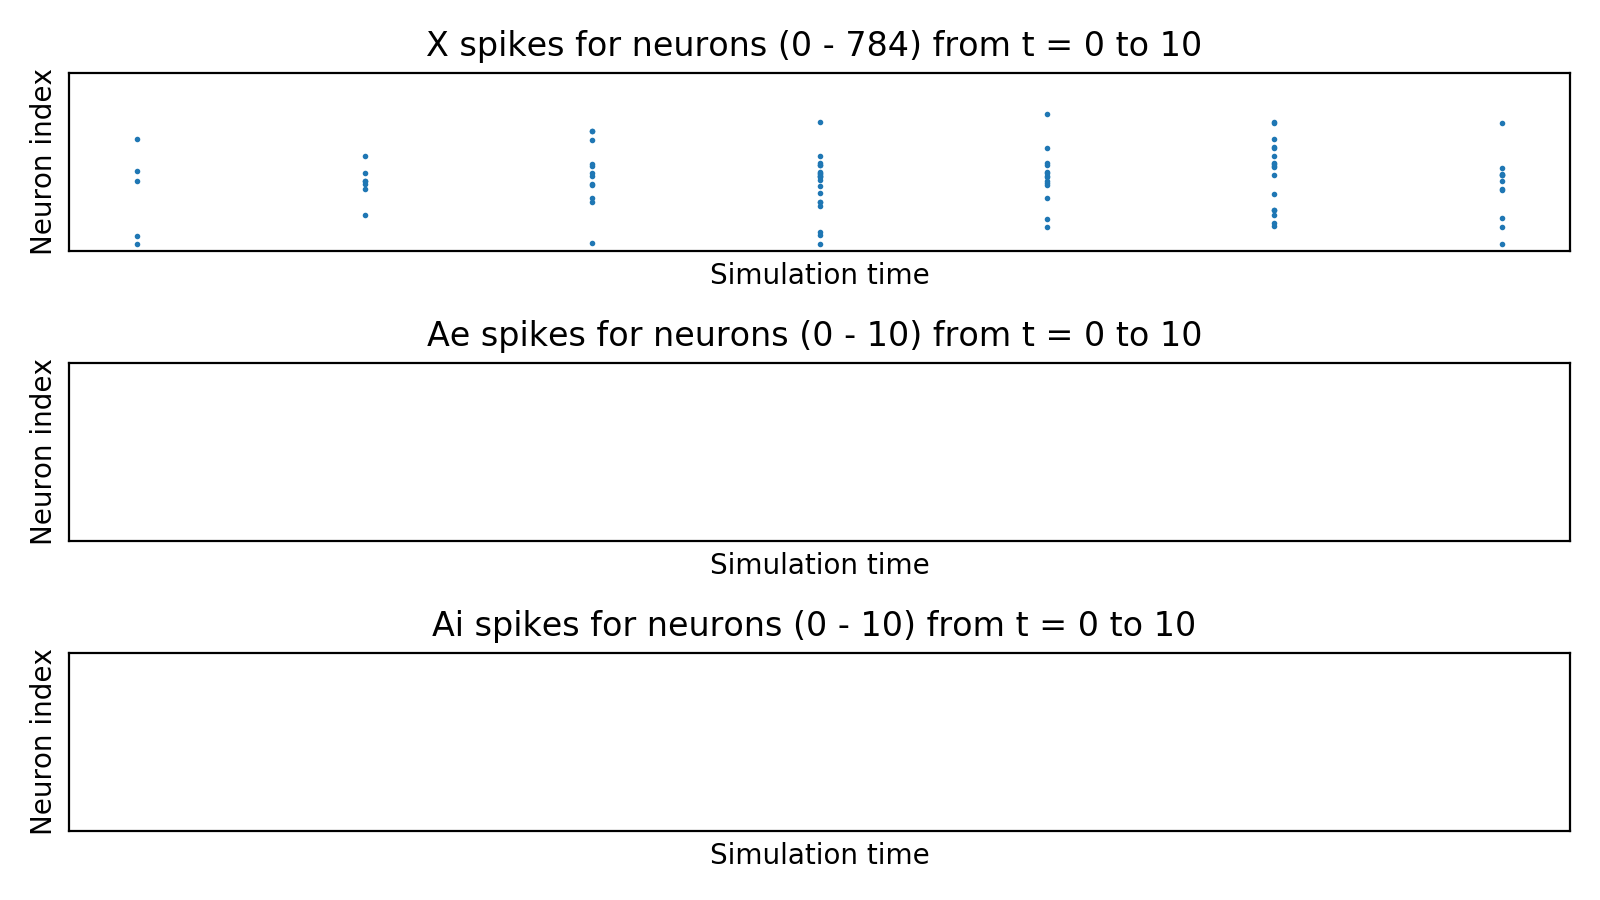 X spikes for neurons (0 - 784) from t = 0 to 10
Neuron index
Simulation time
Ae spikes for neurons (0 - 10) from t = 0 to 10
Neuron index
Simulation time
Ai spikes for neurons (0 - 10) from t = 0 to 10
Neuron index
Simulation time